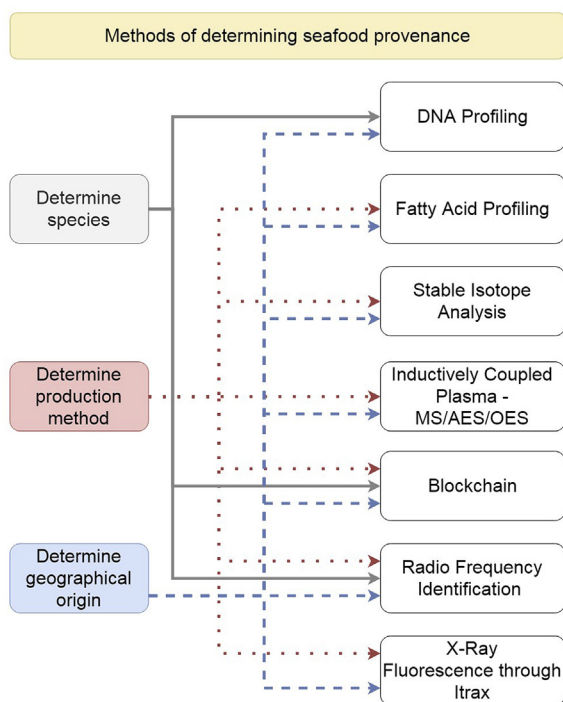 Methods of determining seafood provenance
DNA Profiling
Determine
species
Fatty Acid Profiling
Stable Isotope
Analysis
Determine
production
method
Inductively Coupled
Plasma -
MS/AES/OES
Blockchain
Determine
geographical
origin
Radio Frequency
Identification
X-Ray
Fluorescence through
Itrax